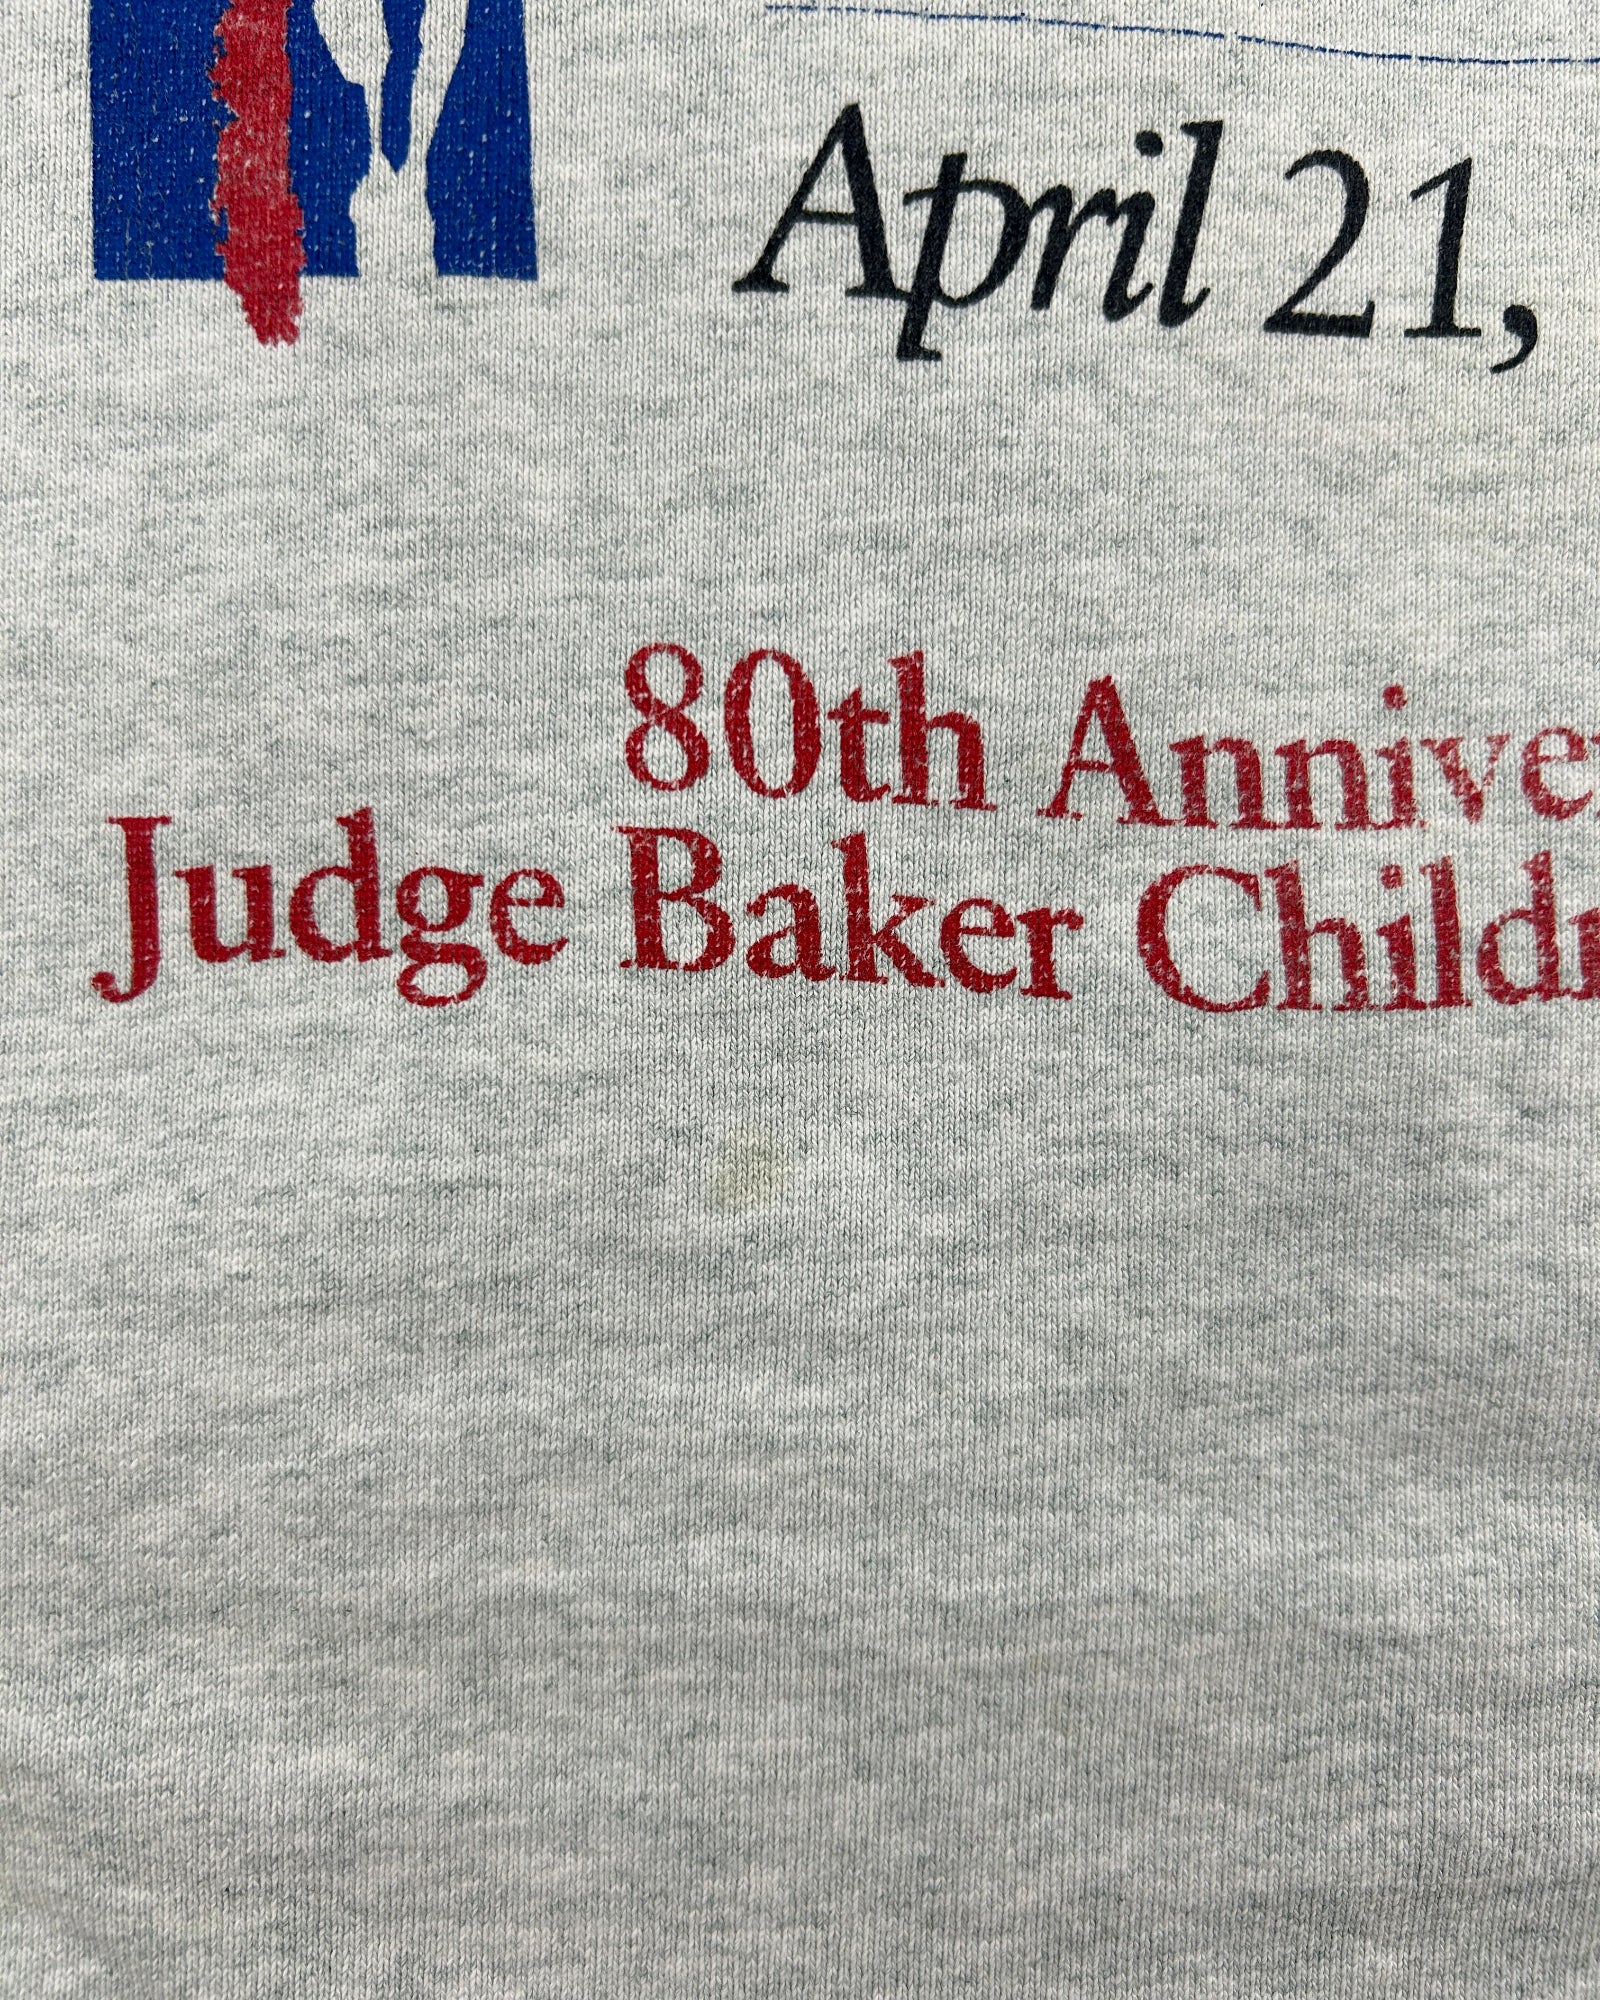 April 21,
80th Annive
Judge Baker Child